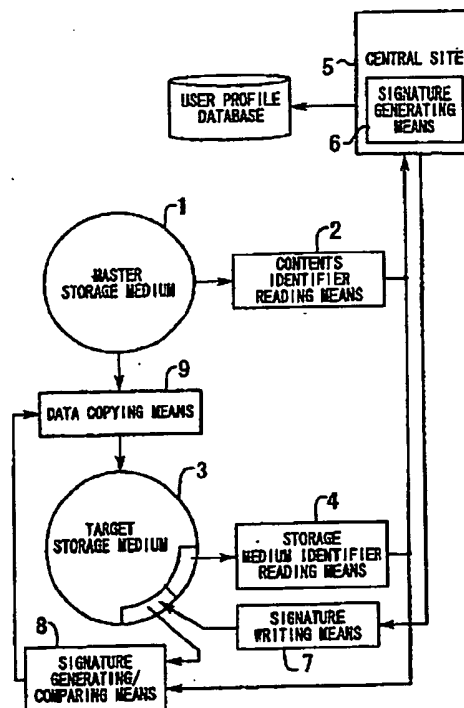 5
CENTRAL SITE
SIGNATURE
GENERATING
MEANS
6
USER PROFILE
DATABASE
1
MASTER
STORAGE MEDIUM
2
CONTENTS
IDENTIFIER
READING MEANS
9
DATA COPYING MEANS
3
TARGET
STORAGE MEDIUM
4
STORAGE
MEDIUM IDENTIFIER
READING MEANS
SIGNATURE
WRITING MEANS
7
8
SIGNATURE
GENERATING/
COMPARING MEANS